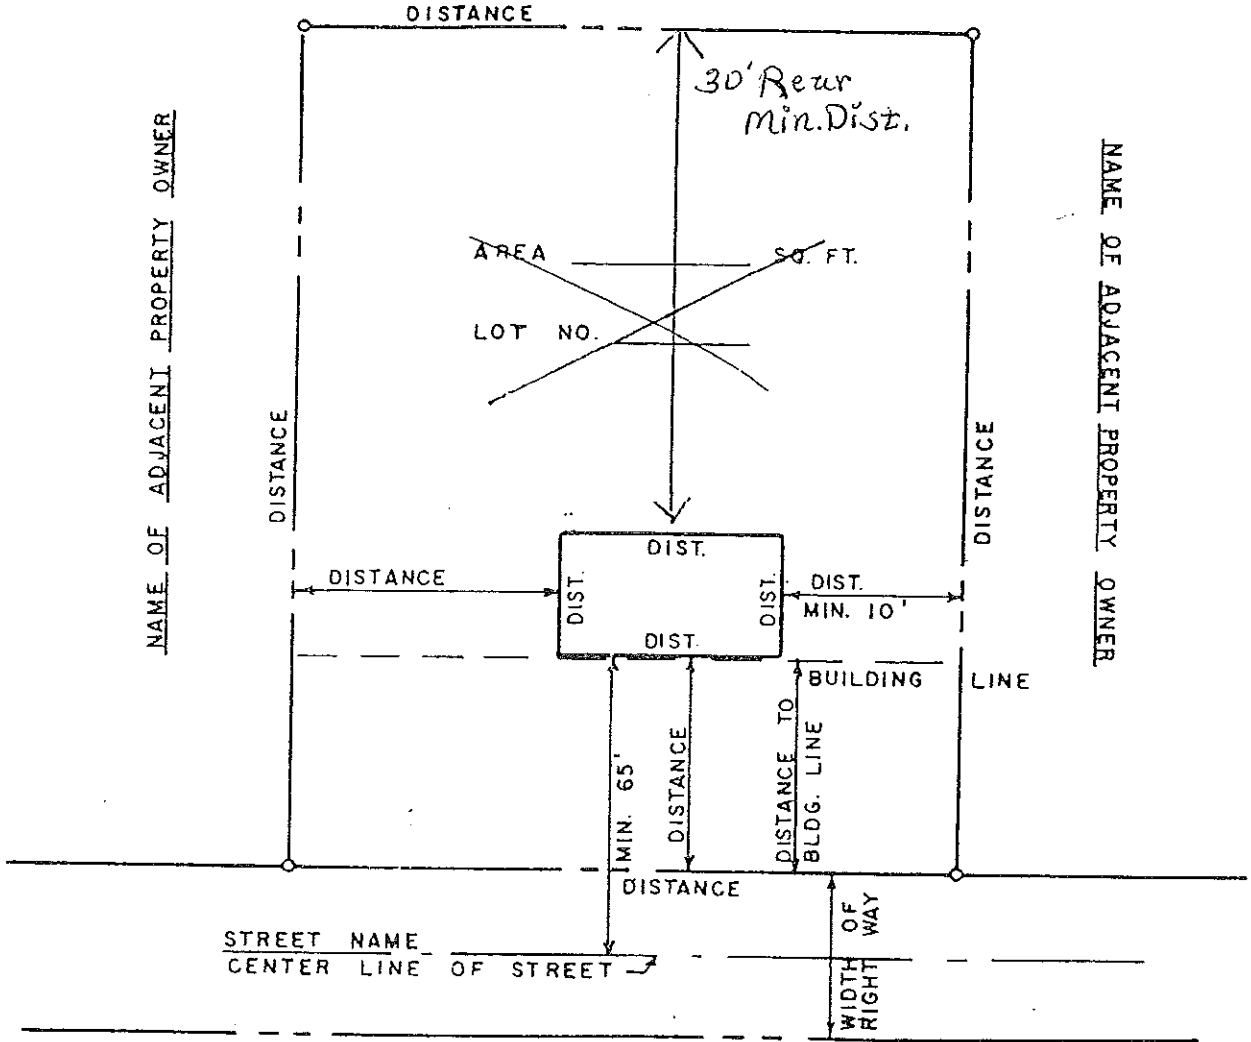 DISTANCE
30' Rear
Min. Dist.
NAME OF ADJACENT PROPERTY OWNER
NAME OF ADJACENT PROPERTY OWNER
AREA SQ. FT.
LOT NO.
DISTANCE
DISTANCE
DIST.
DISTANCE
DIST.
DIST.
DIST.
MIN. 10'
DIST.
BUILDING LINE
MIN. 65'
DISTANCE
DISTANCE TO
BLDG. LINE
DISTANCE
STREET NAME
CENTER LINE OF STREET
WIDTH OF
RIGHT WAY